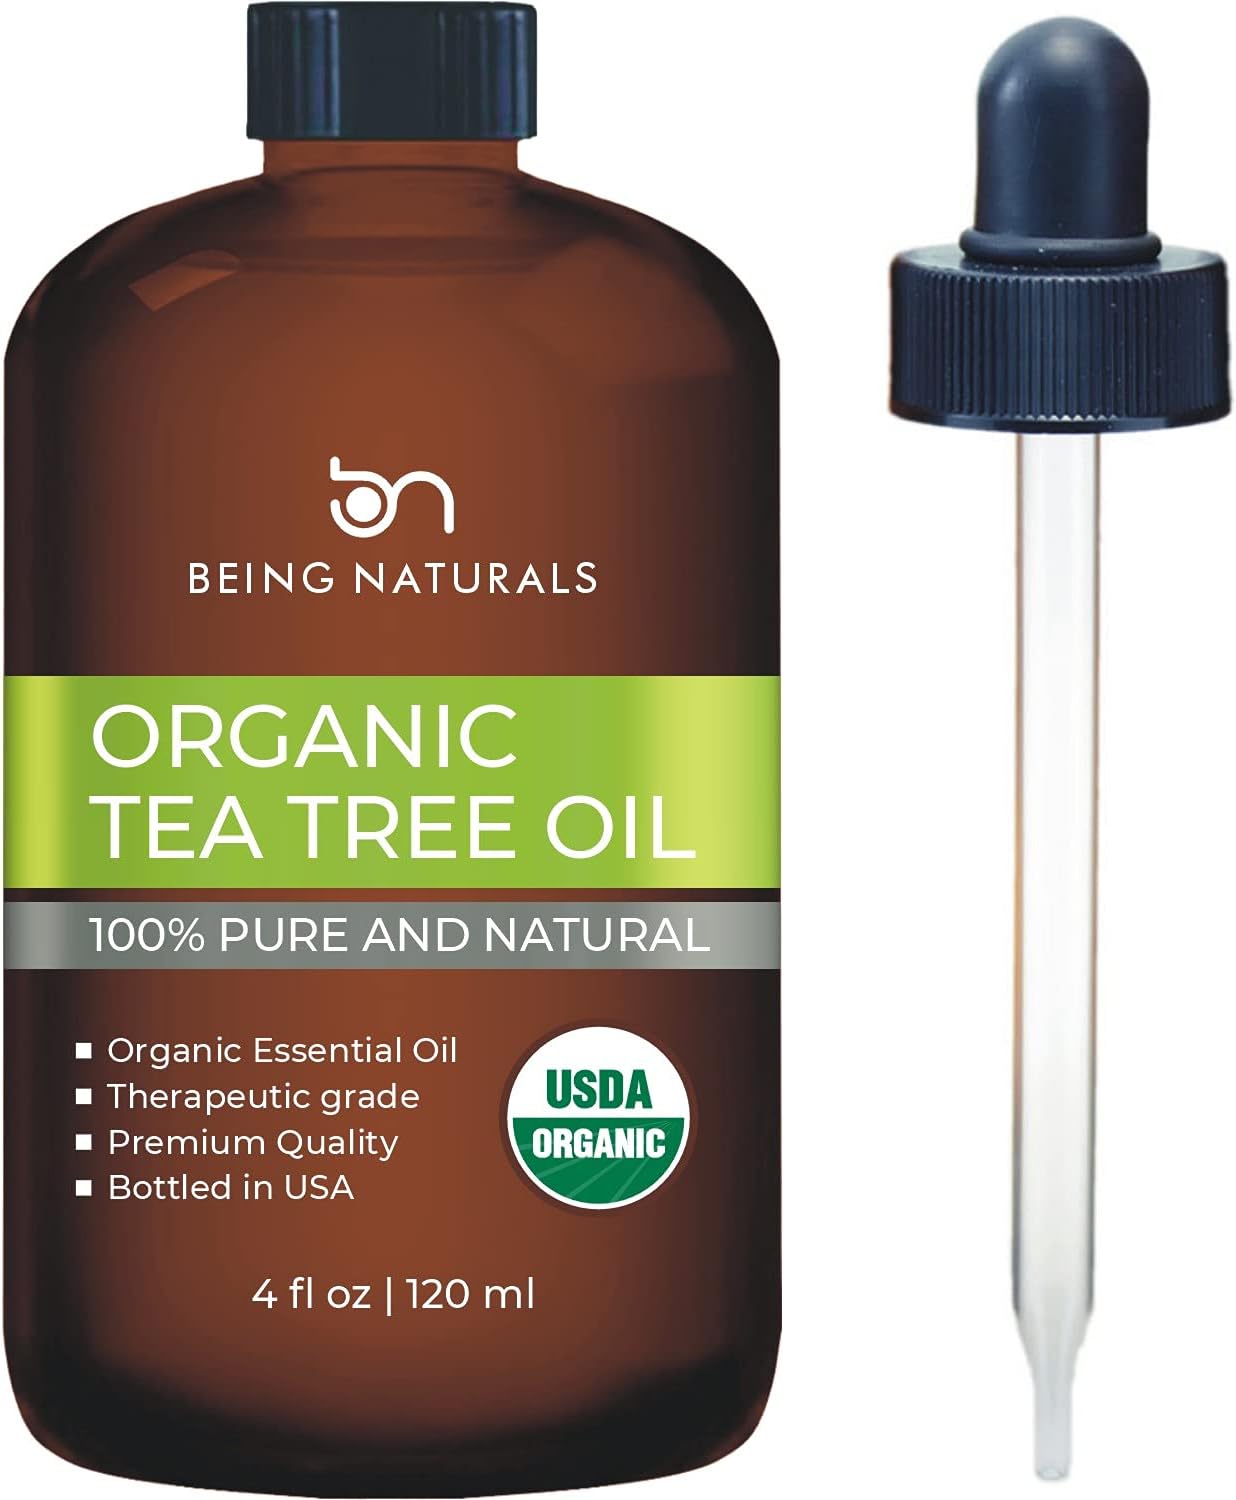 bn
BEING NATURALS
ORGANIC
TEA TREE OIL
100% PURE AND NATURAL
Organic Essential Oil
Therapeutic grade
Premium Quality
Bottled in USA
USDA
ORGANIC
4 fl oz | 120 ml